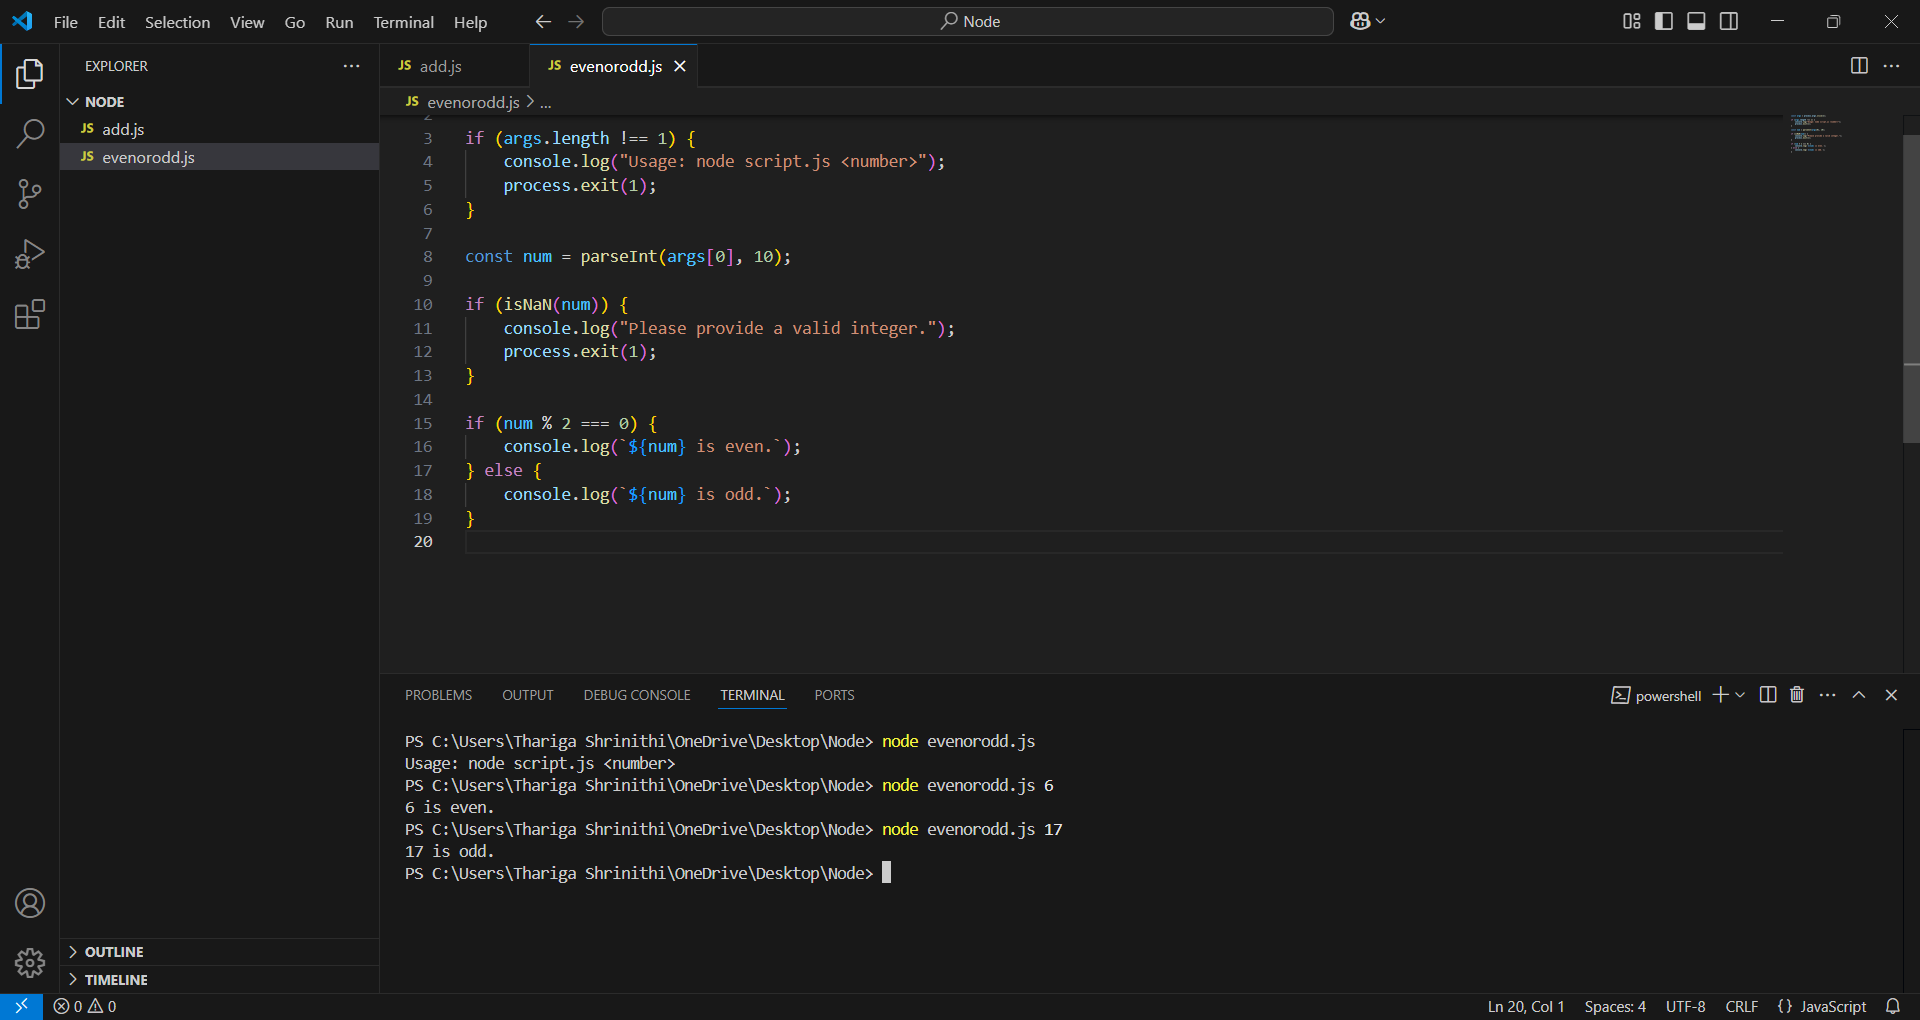 File Edit Selection View Go Run Terminal Help Node
EXPLORER
NODE
JS add.js
JS evenorodd.js
OUTLINE
TIMELINE
JS add.js JS evenorodd.js
JS evenorodd.js > ...
2
3 if (args.length !== 1) {
4     console.log("Usage: node script.js <number>");
5     process.exit(1);
6 }
7
8 const num = parseInt(args[0], 10);
9
10 if (isNaN(num)) {
11     console.log("Please provide a valid integer.");
12     process.exit(1);
13 }
14
15 if (num % 2 === 0) {
16     console.log(`${num} is even.`);
17 } else {
18     console.log(`${num} is odd.`);
19 }
20
PROBLEMS OUTPUT DEBUG CONSOLE TERMINAL PORTS powershell
PS C:\Users\Thariga Shrinithi\OneDrive\Desktop\Node> node evenorodd.js
Usage: node script.js <number>
PS C:\Users\Thariga Shrinithi\OneDrive\Desktop\Node> node evenorodd.js 6
6 is even.
PS C:\Users\Thariga Shrinithi\OneDrive\Desktop\Node> node evenorodd.js 17
17 is odd.
PS C:\Users\Thariga Shrinithi\OneDrive\Desktop\Node>
0 0 Ln 20, Col 1 Spaces: 4 UTF-8 CRLF {} JavaScript